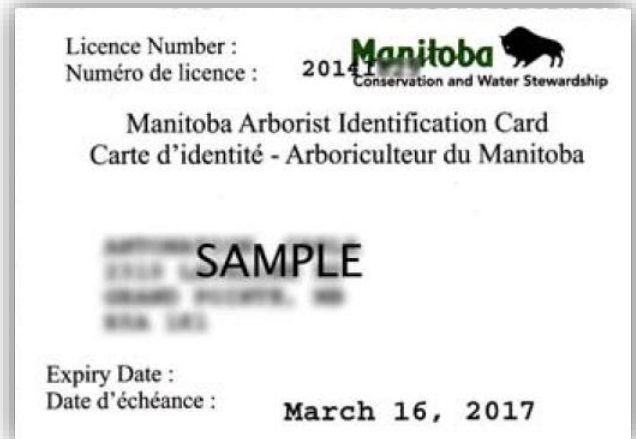 Licence Number :
Numéro de licence : 20141
Manitoba
Conservation and Water Stewardship
Manitoba Arborist Identification Card
Carte d'identité - Arboriculteur du Manitoba
SAMPLE
Expiry Date :
Date d'échéance : March 16, 2017